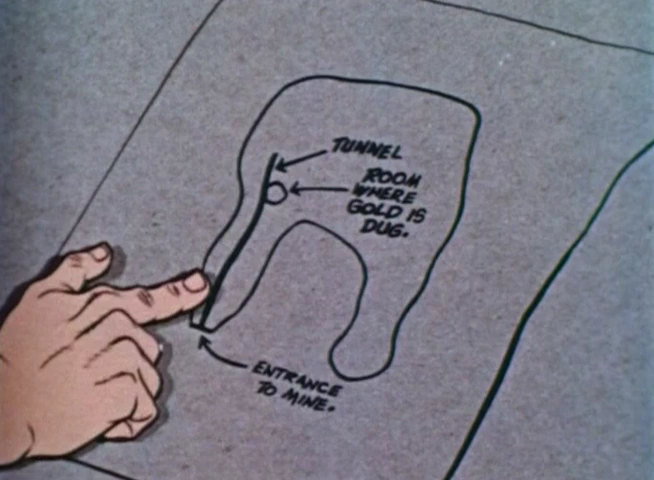 TUNNEL
ROOM
WHERE
GOLD IS
DUG.
ENTRANCE
TO MINE.